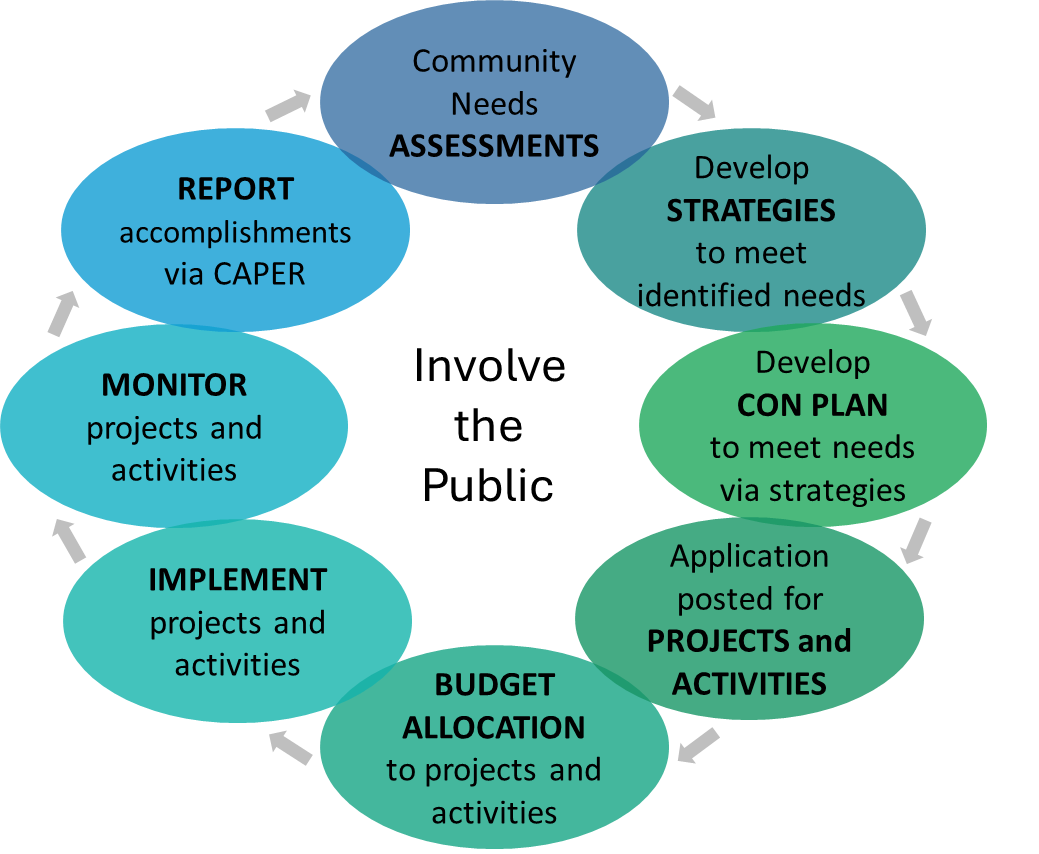 Community
Needs
ASSESSMENTS
Develop
STRATEGIES
to meet
identified needs
Develop
CON PLAN
to meet needs
via strategies
Application
posted for
PROJECTS and
ACTIVITIES
BUDGET
ALLOCATION
to projects and
activities
IMPLEMENT
projects and
activities
MONITOR
projects and
activities
REPORT
accomplishments
via CAPER
Involve
the
Public